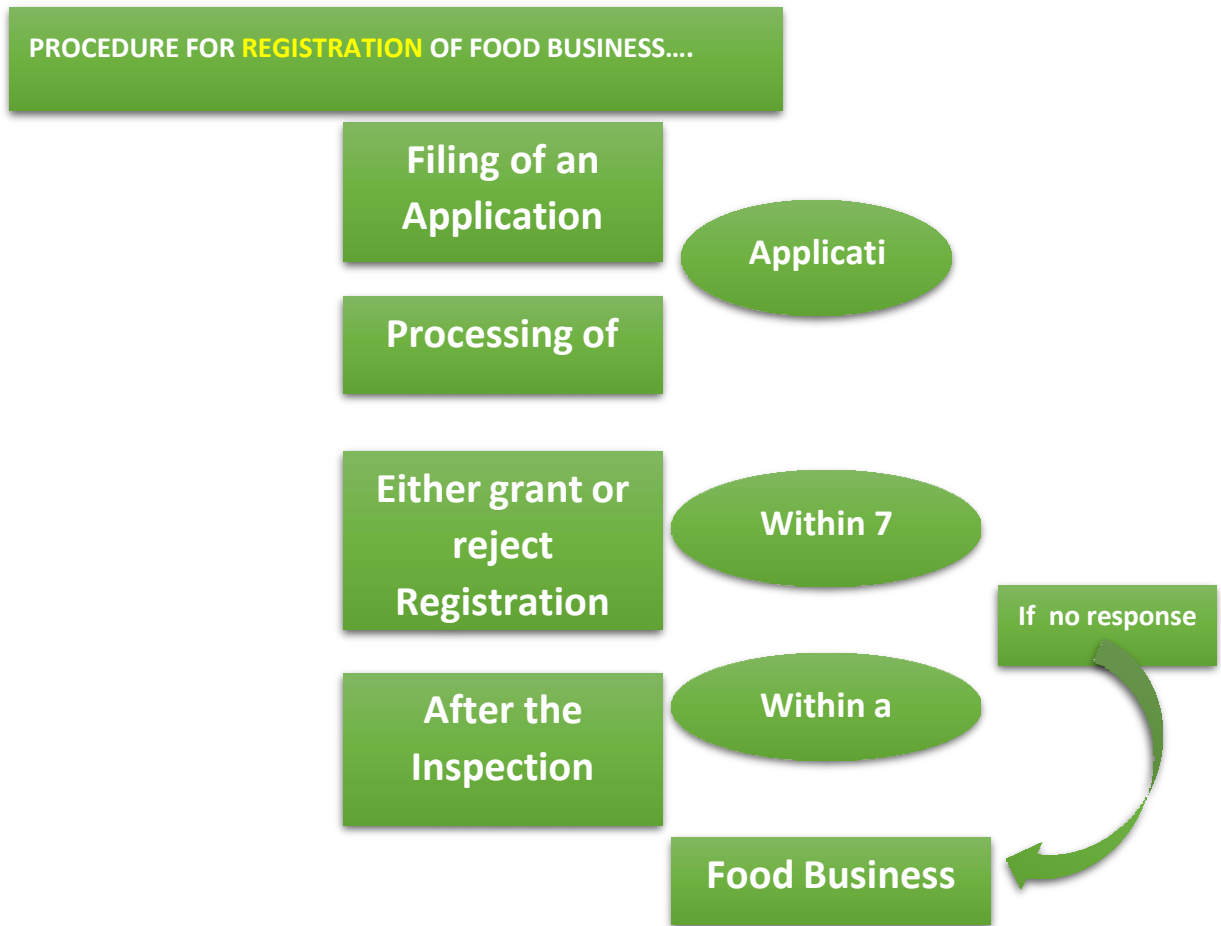 PROCEDURE FOR REGISTRATION OF FOOD BUSINESS....
Filing of an
Application
Applicati
Processing of
Either grant or
reject
Registration
Within 7
If no response
After the
Inspection
Within a
Food Business